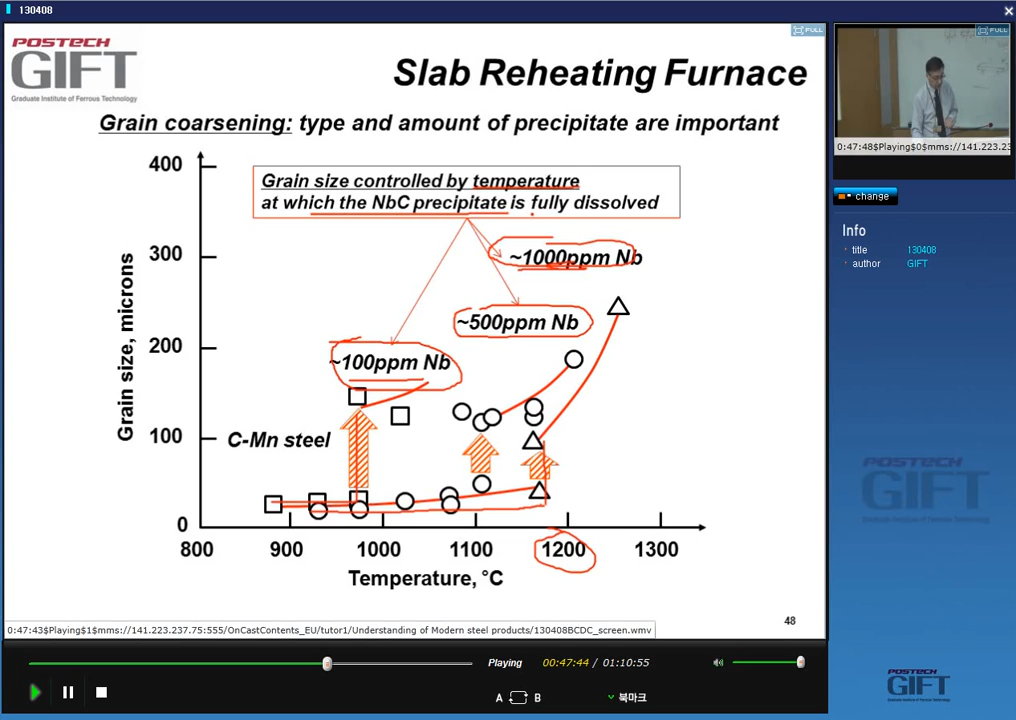 130408
FULL
POSTECH
GIFT
Graduate Institute of Ferrous Technology
Slab Reheating Furnace
Grain coarsening: type and amount of precipitate are important
Grain size controlled by temperature
at which the NbC precipitate is fully dissolved
400
300
200
100
0
Grain size, microns
~1000ppm Nb
~500ppm Nb
~100ppm Nb
C-Mn steel
800 900 1000 1100 1200 1300
Temperature, °C
48
0:47:43$Playing$1$mms://141.223.237.75:555/OnCastContents_EU/tutor1/Understanding of Modern steel products/130408BCDC_screen.wmv
FULL
0:47:48$Playing$0$mms://141.223.23
change
Info
title 130408
author GIFT
POSTECH
GIFT
Playing 00:47:44 / 01:10:55
A B 북마크
POSTECH
GIFT